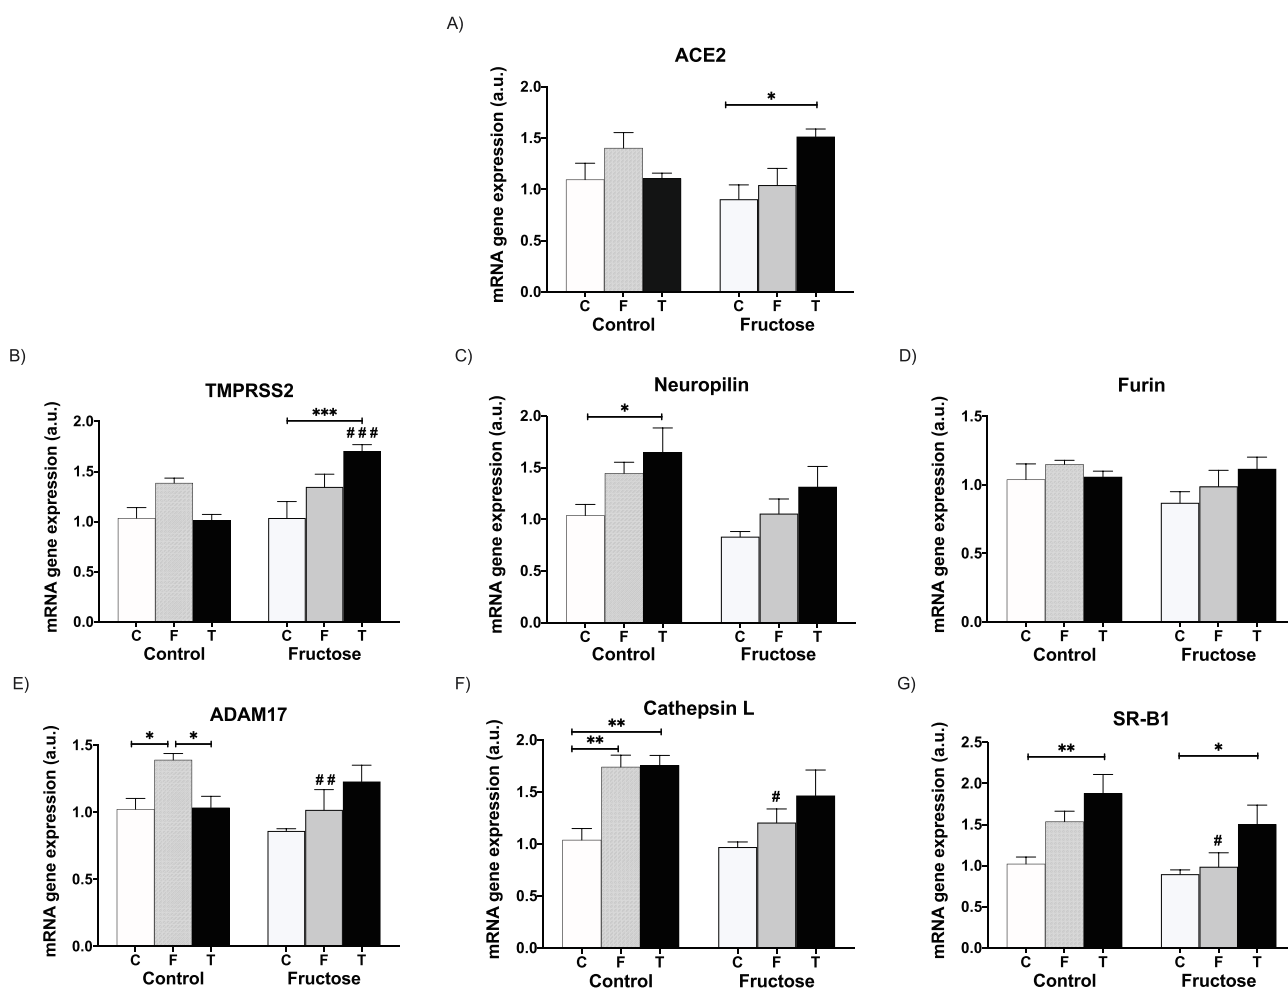 A)
ACE2
mRNA gene expression (a.u.)
2.0
1.5
1.0
0.5
0.0
*
C F T C F T
Control Fructose
B)
TMPRSS2
mRNA gene expression (a.u.)
2.0
1.5
1.0
0.5
0.0
***
###
C F T C F T
Control Fructose
C)
Neuropilin
mRNA gene expression (a.u.)
2.0
1.5
1.0
0.5
0.0
*
C F T C F T
Control Fructose
D)
Furin
mRNA gene expression (a.u.)
1.5
1.0
0.5
0.0
C F T C F T
Control Fructose
E)
ADAM17
mRNA gene expression (a.u.)
1.5
1.0
0.5
0.0
* *
##
C F T C F T
Control Fructose
F)
Cathepsin L
mRNA gene expression (a.u.)
2.0
1.5
1.0
0.5
0.0
**
**
#
C F T C F T
Control Fructose
G)
SR-B1
mRNA gene expression (a.u.)
2.5
2.0
1.5
1.0
0.5
0.0
** *
#
C F T C F T
Control Fructose